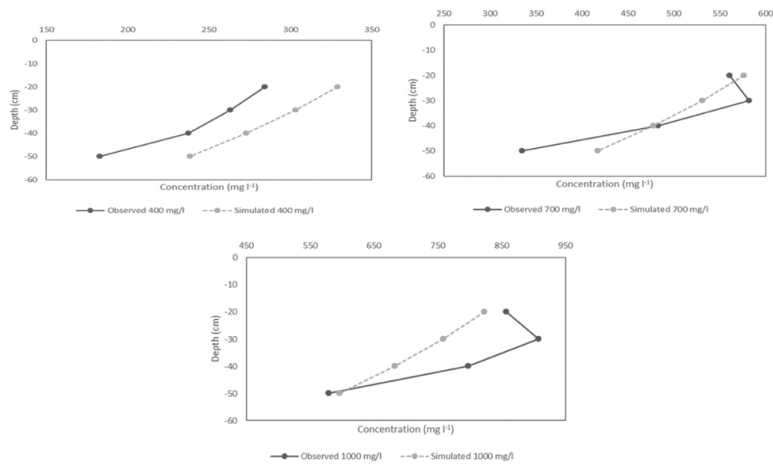 150 200 250 300 350
0
-10
-20
-30
-40
-50
-60
Depth (cm)
Concentration (mg l-1)
Observed 400 mg/l Simulated 400 mg/l
250 300 350 400 450 500 550 600
0
-10
-20
-30
-40
-50
-60
Depth (cm)
Concentration (mg l-1)
Observed 700 mg/l Simulated 700 mg/l
450 550 650 750 850 950
0
-10
-20
-30
-40
-50
-60
Depth (cm)
Concentration (mg l-1)
Observed 1000 mg/l Simulated 1000 mg/l